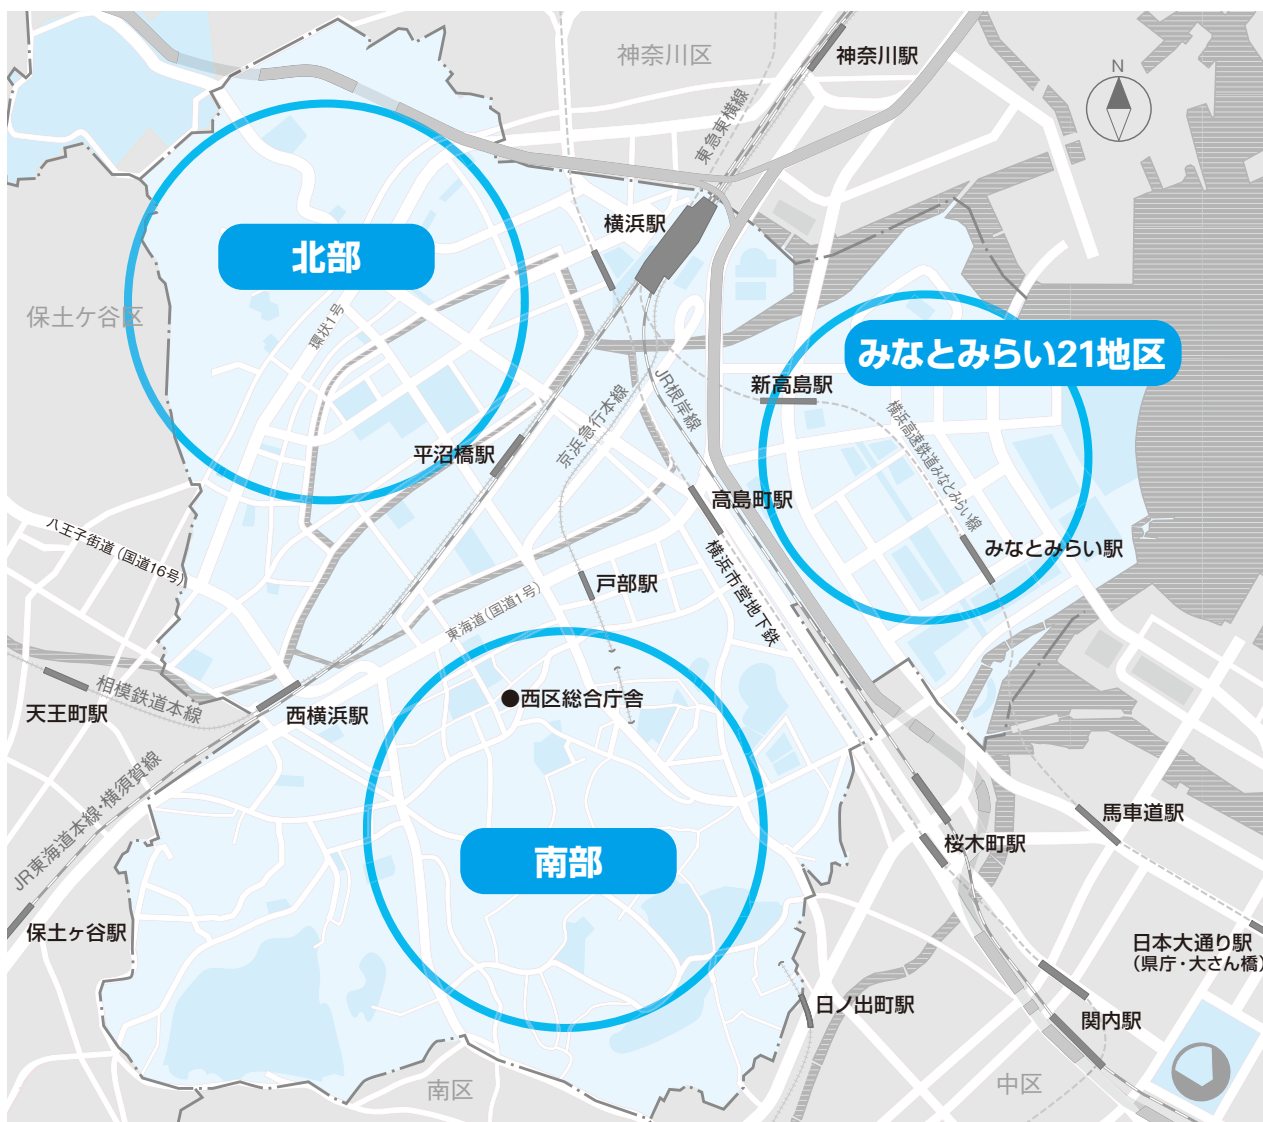 神奈川区
神奈川駅
N
東急東横線
横浜駅
北部
保土ケ谷区
環状1号
みなとみらい21地区
新高島駅
JR根岸線
京浜急行本線
横浜高速鉄道みなとみらい線
平沼橋駅
高島町駅
八王子街道(国道16号)
みなとみらい駅
横浜市営地下鉄
戸部駅
東海道(国道1号)
西区総合庁舎
相模鉄道本線
天王町駅
西横浜駅
JR東海道本線・横須賀線
馬車道駅
桜木町駅
南部
保土ヶ谷駅
日本大通り駅
(県庁・大さん橋)
日ノ出町駅
関内駅
南区
中区